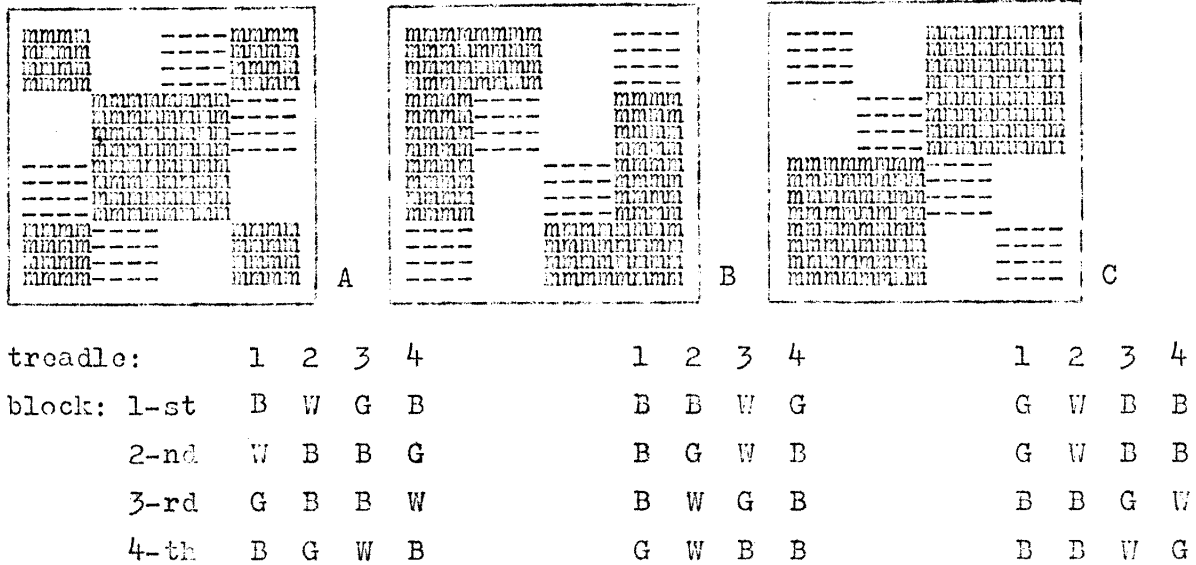 A B C
treadle: 1 2 3 4 1 2 3 4 1 2 3 4
block: 1-st B W G B B B W G G W B B
2-nd W B B G B G W B G W B B
3-rd G B B W B W G B B B G W
4-th B G W B G W B B B B W G